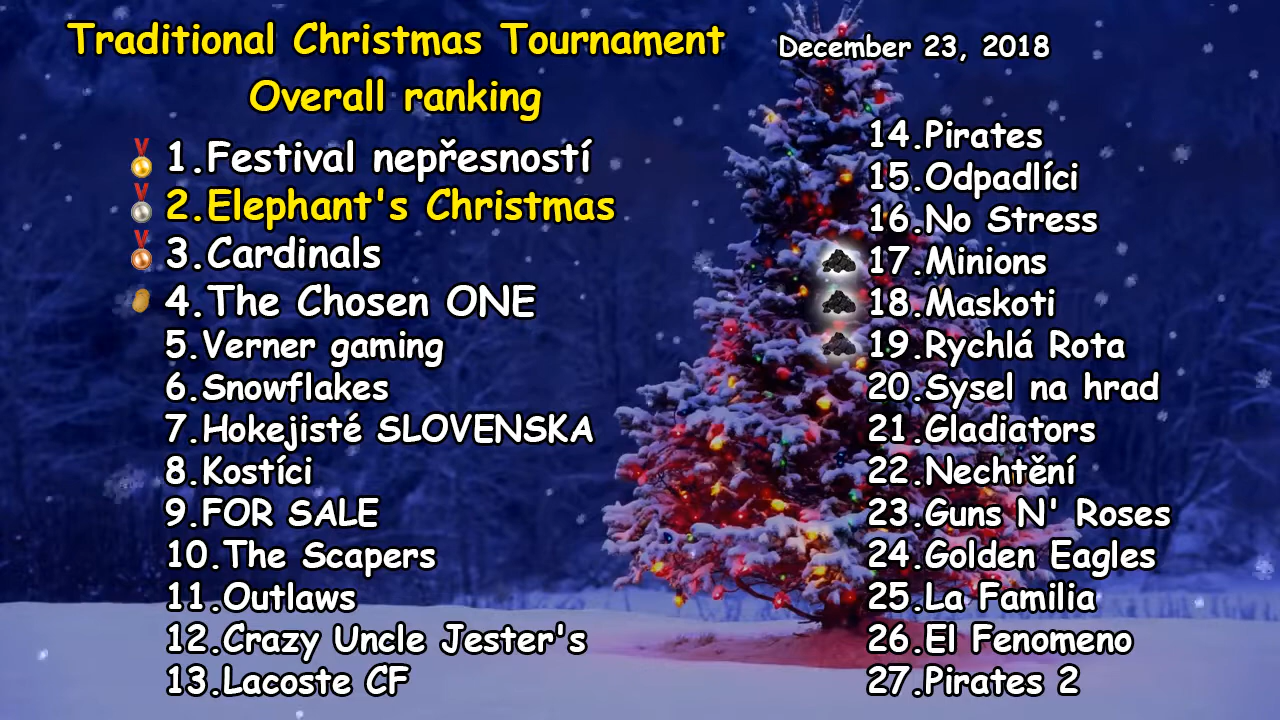 Traditional Christmas Tournament
Overall ranking
December 23, 2018
1.Festival nepřesností
2.Elephant's Christmas
3.Cardinals
4.The Chosen ONE
5.Verner gaming
6.Snowflakes
7.Hokejisté SLOVENSKA
8.Kostíci
9.FOR SALE
10.The Scapers
11.Outlaws
12.Crazy Uncle Jester's
13.Lacoste CF
14.Pirates
15.Odpadlíci
16.No Stress
17.Minions
18.Maskoti
19.Rychlá Rota
20.Sysel na hrad
21.Gladiators
22.Nechtění
23.Guns N' Roses
24.Golden Eagles
25.La Familia
26.El Fenomeno
27.Pirates 2